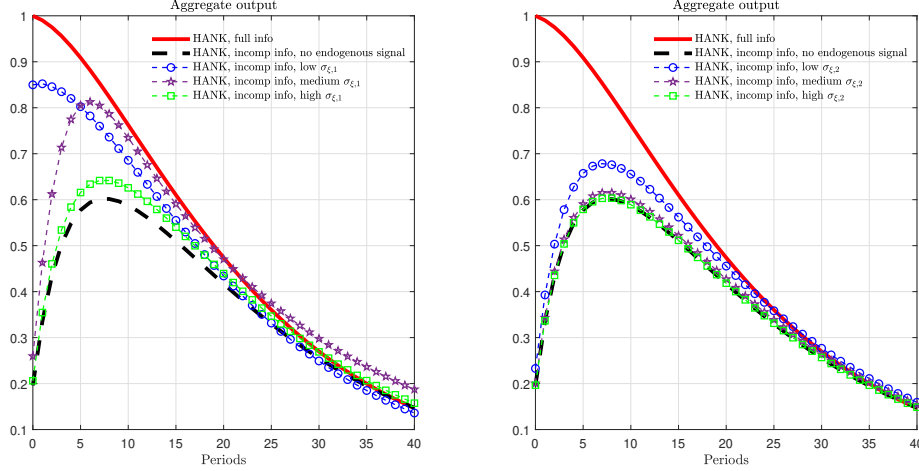 Aggregate output
HANK, full info
HANK, incomp info, no endogenous signal
HANK, incomp info, low σξ,1
HANK, incomp info, medium σξ,1
HANK, incomp info, high σξ,1
1
0.9
0.8
0.7
0.6
0.5
0.4
0.3
0.2
0.1
0 5 10 15 20 25 30 35 40
Periods
Aggregate output
HANK, full info
HANK, incomp info, no endogenous signal
HANK, incomp info, low σξ,2
HANK, incomp info, medium σξ,2
HANK, incomp info, high σξ,2
1
0.9
0.8
0.7
0.6
0.5
0.4
0.3
0.2
0.1
0 5 10 15 20 25 30 35 40
Periods